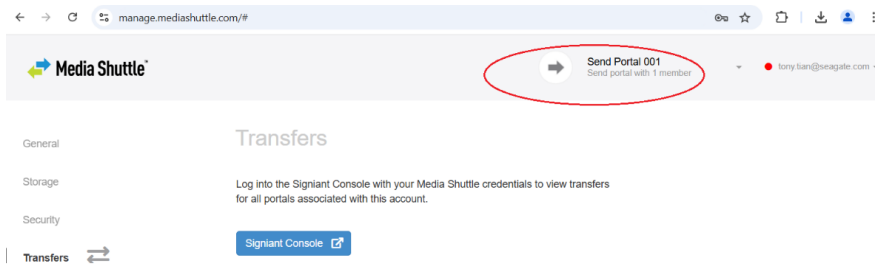 manage.mediashuttle.com/#
Media Shuttle
Send Portal 001
Send portal with 1 member
tony.tian@seagate.com
General
Transfers
Storage
Log into the Signiant Console with your Media Shuttle credentials to view transfers
for all portals associated with this account.
Security
Signiant Console
Transfers